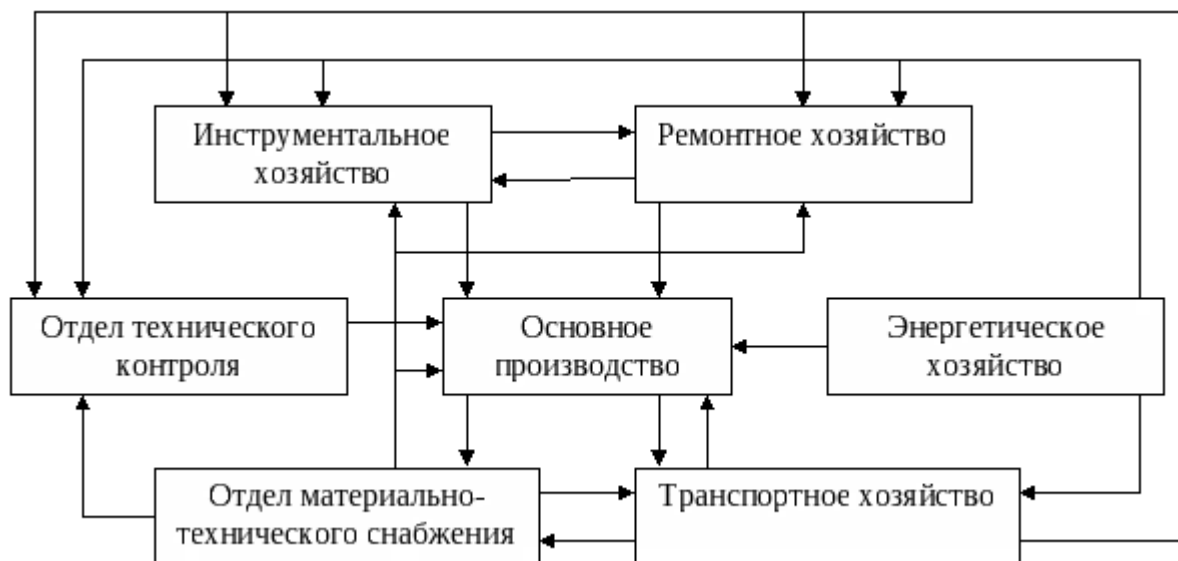 Инструментальное
хозяйство
Ремонтное хозяйство
Отдел технического
контроля
Основное
производство
Энергетическое
хозяйство
Отдел материально-
технического снабжения
Транспортное хозяйство